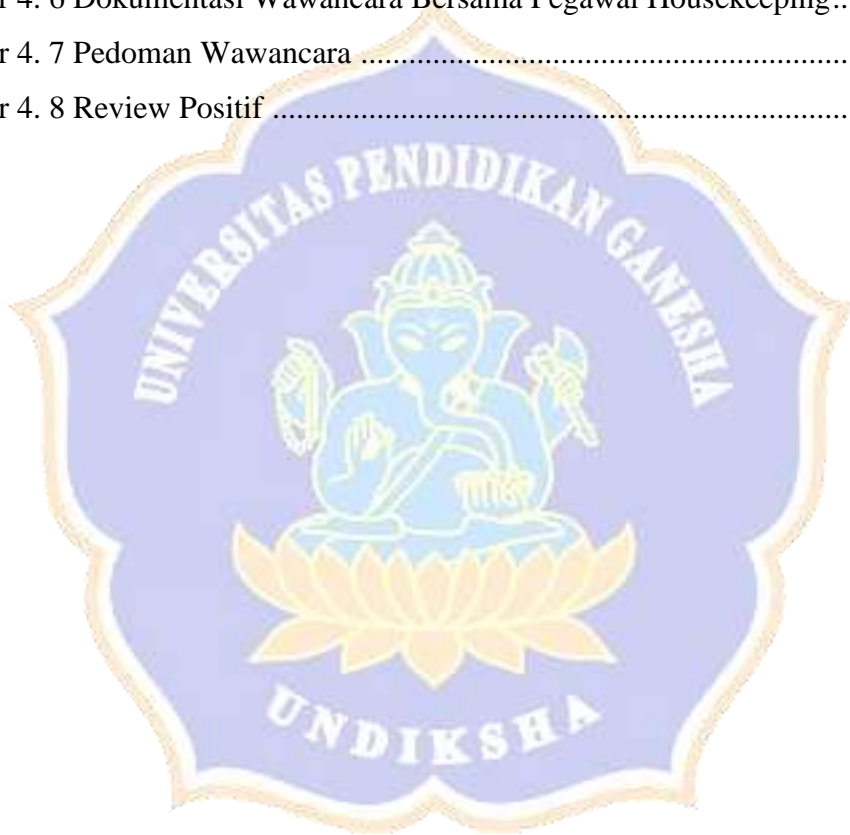 r 4. 6 Dokumentasi Wawancara Bersama Pegawai Housekeeping..
r 4. 7 Pedoman Wawancara ..........................................................
r 4. 8 Review Positif .....................................................................
UNIVERSITAS PENDIDIKAN GANESHA
UNDIKSHA